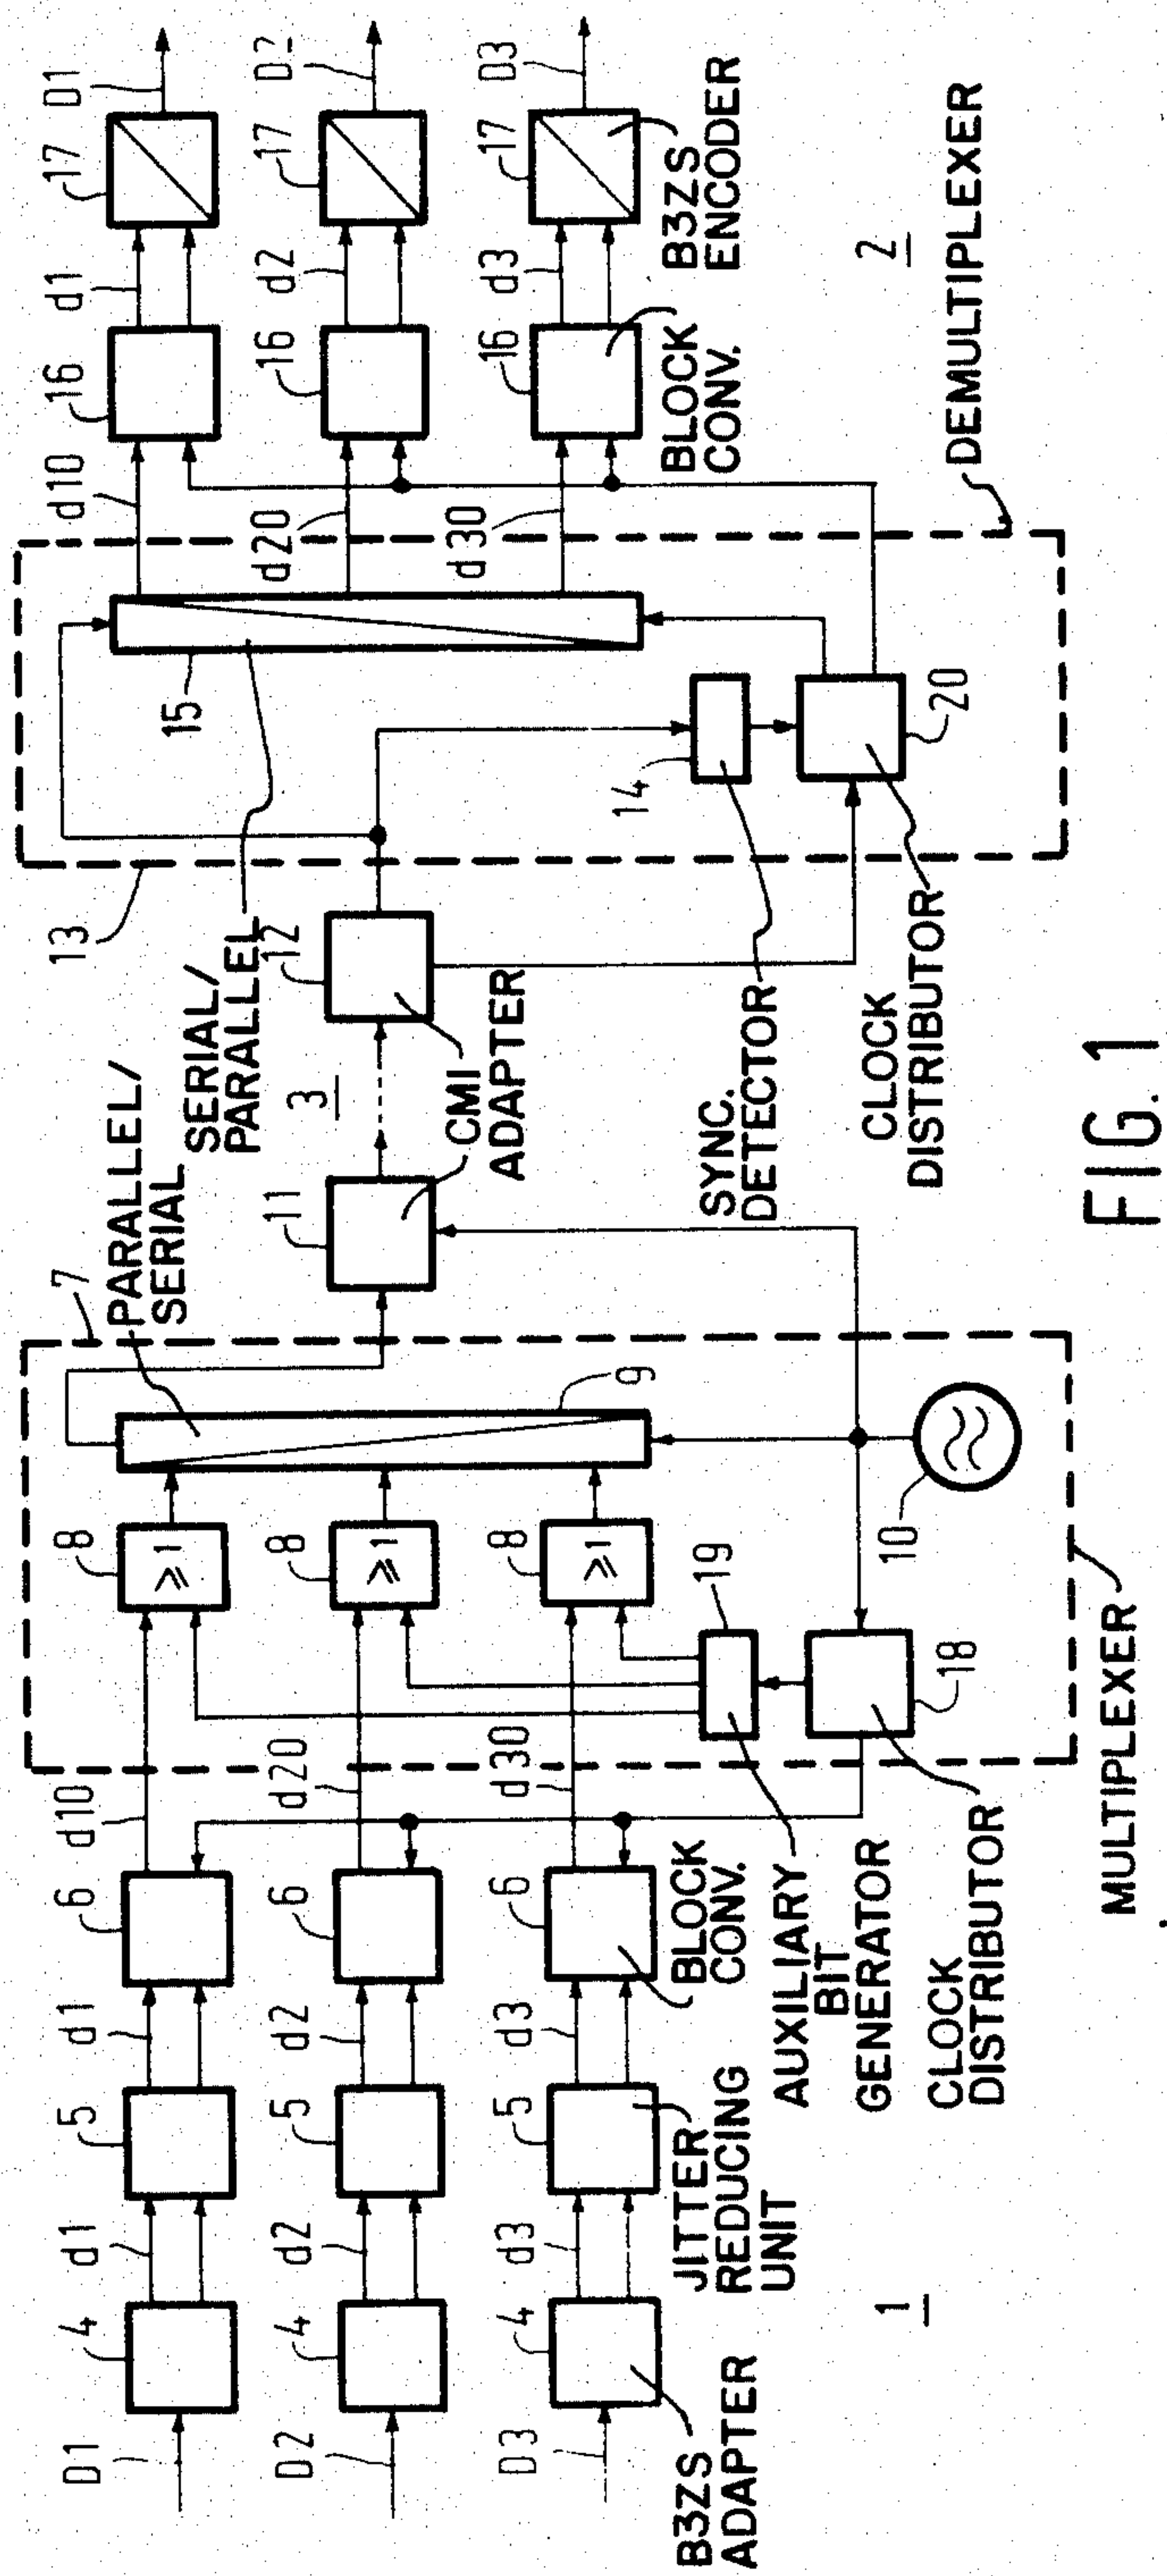 D1
4
d1
5
d1
6
d10
8
≥1
7
PARALLEL/
SERIAL
9
D2
4
d2
5
d2
6
d20
8
≥1
D3
4
d3
5
d3
6
d30
8
≥1
B3ZS
ADAPTER
JITTER
REDUCING
UNIT
BLOCK
CONV.
19
AUXILIARY
BIT
GENERATOR
18
CLOCK
DISTRIBUTOR
10
MULTIPLEXER
1
11
3
12
CMI
ADAPTER
13
SERIAL/
PARALLEL
15
14
SYNC.
DETECTOR
20
CLOCK
DISTRIBUTOR
DEMULTIPLEXER
d10
16
d1
17
D1
d20
16
d2
17
D2
d30
16
d3
17
D3
BLOCK
CONV.
B3ZS
ENCODER
2
FIG. 1